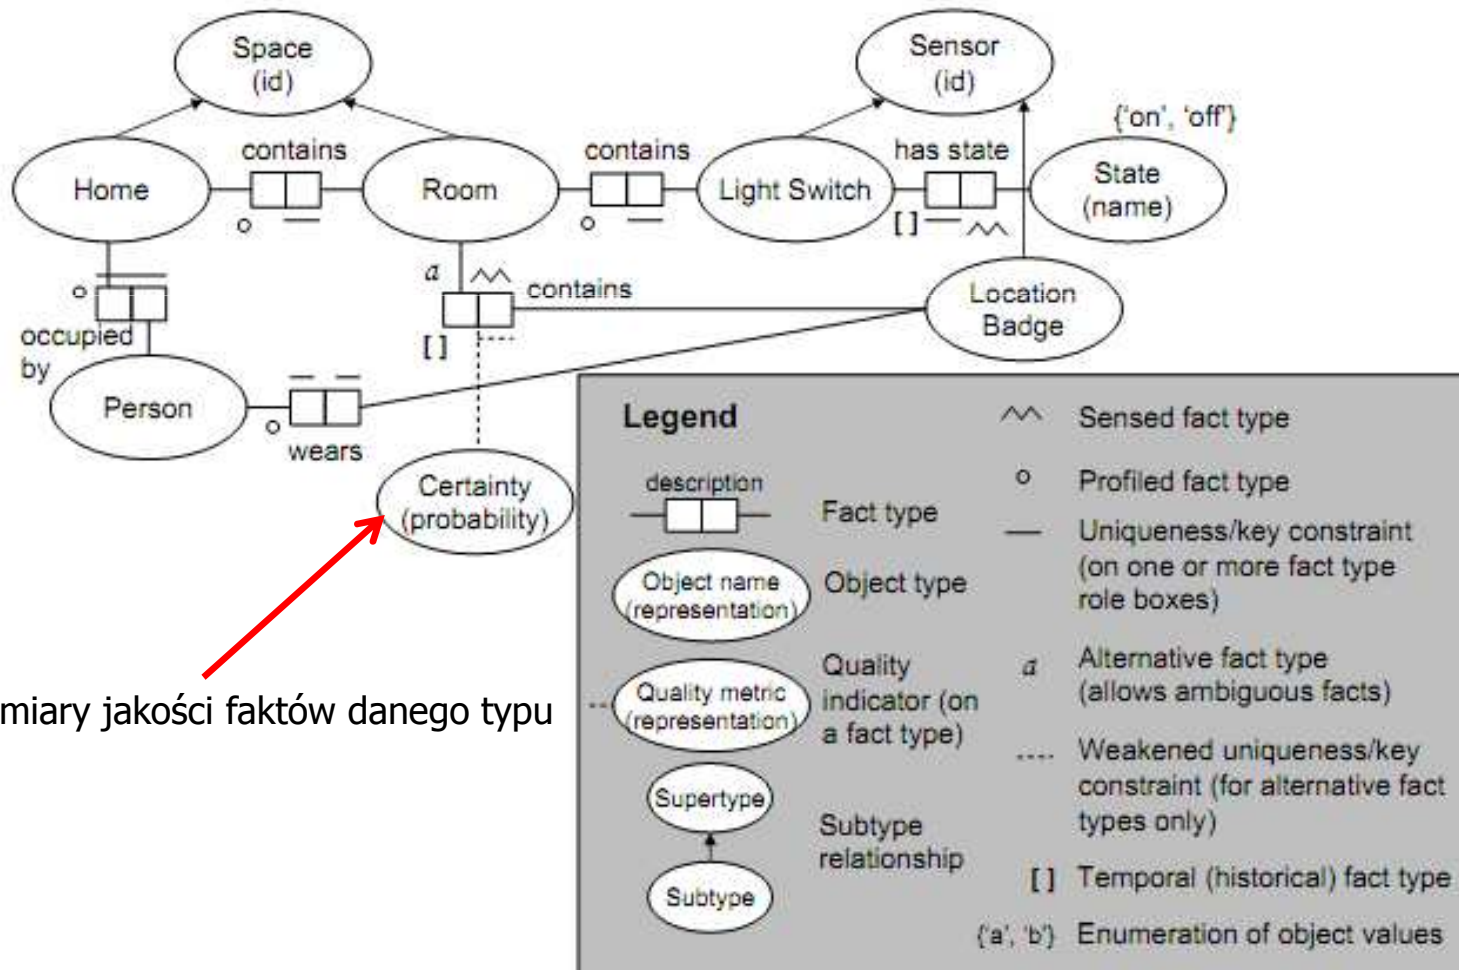 Space
(id)
Sensor
(id)
{'on', 'off'}
Home
contains
Room
contains
Light Switch
has state
State
(name)
[ ]
a
contains
Location
Badge
[ ]
occupied
by
Person
wears
Certainty
(probability)
miary jakości faktów danego typu
Legend
description
Fact type
Object name
(representation)
Object type
Quality metric
(representation)
Quality
indicator (on
a fact type)
Supertype
Subtype
Subtype
relationship
Sensed fact type
Profiled fact type
Uniqueness/key constraint
(on one or more fact type
role boxes)
a Alternative fact type
(allows ambiguous facts)
Weakened uniqueness/key
constraint (for alternative fact
types only)
[ ] Temporal (historical) fact type
{'a', 'b'} Enumeration of object values